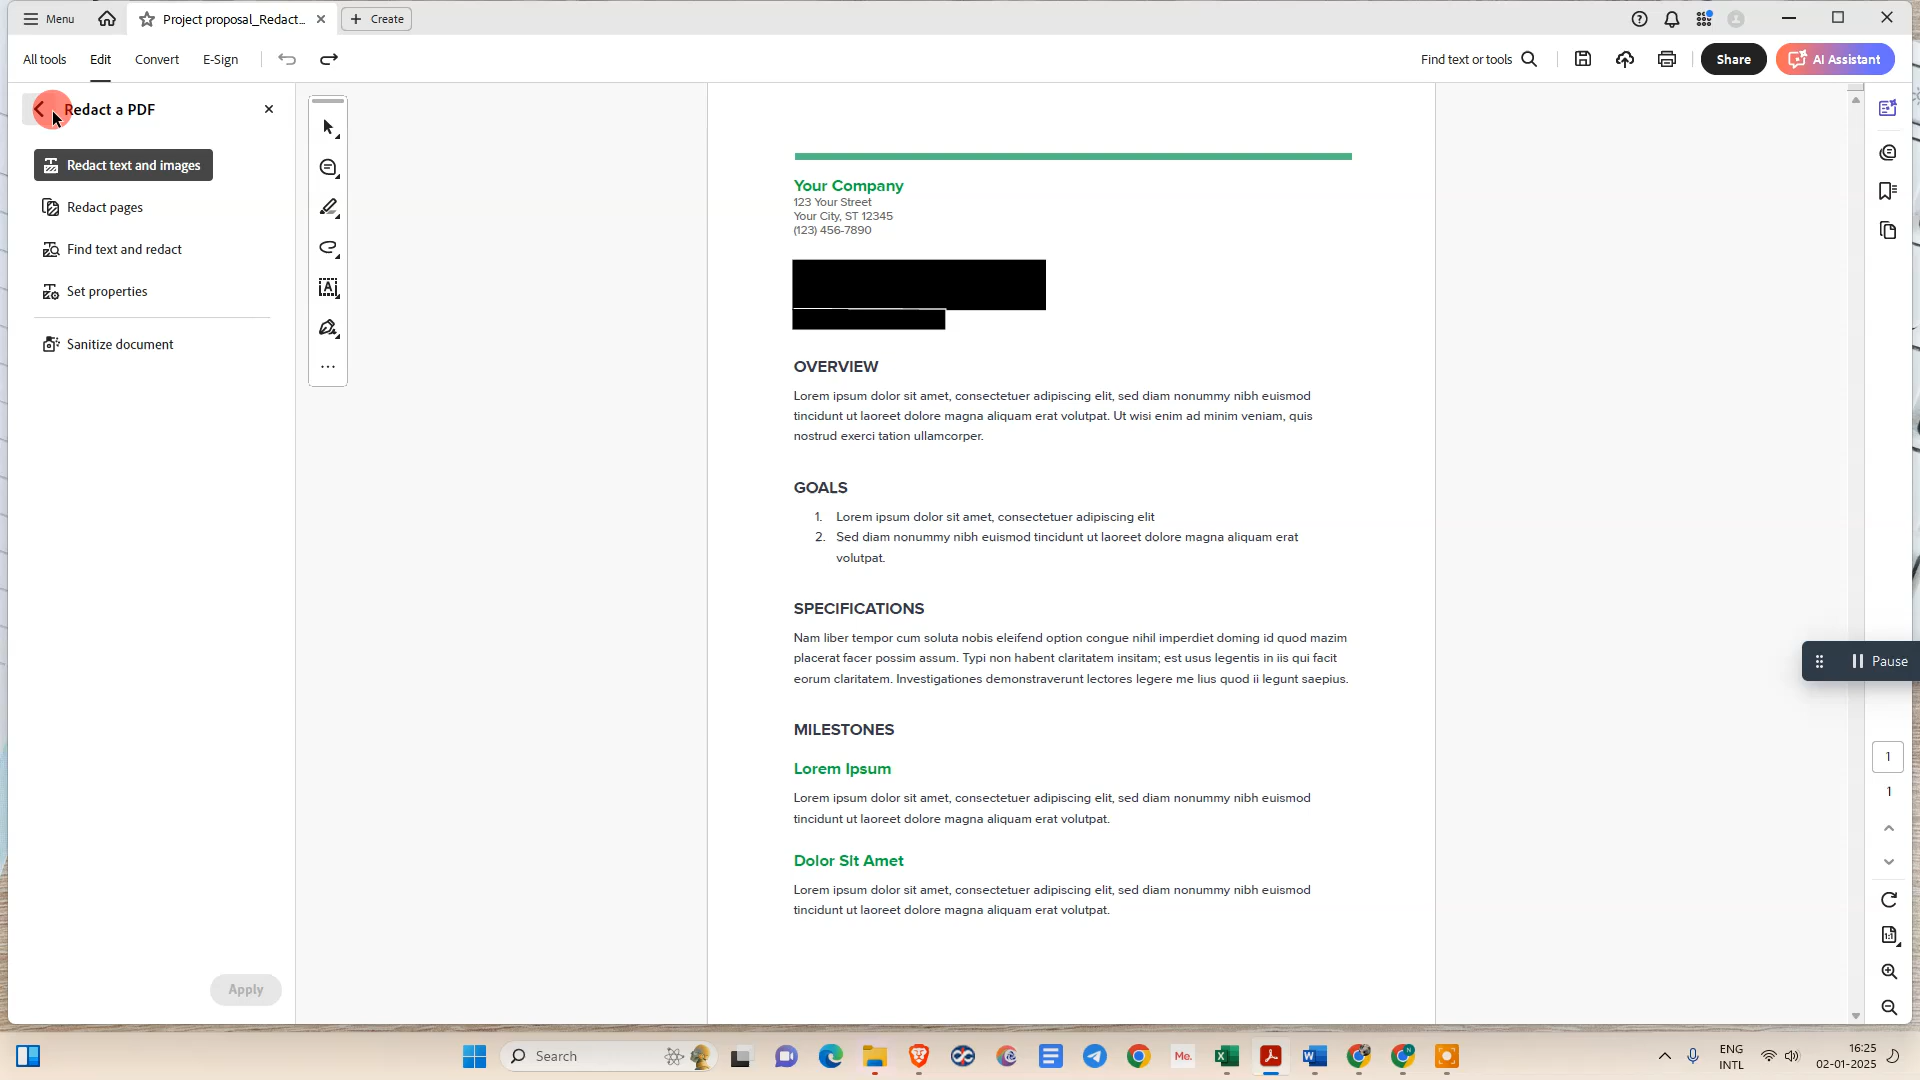 Menu
Project proposal_Redact...
Create
All tools
Edit
Convert
E-Sign
Find text or tools
Share
AI Assistant
Redact a PDF
Redact text and images
Redact pages
Find text and redact
Set properties
Sanitize document
Apply
Your Company
123 Your Street
Your City, ST 12345
(123) 456-7890
OVERVIEW
Lorem ipsum dolor sit amet, consectetuer adipiscing elit, sed diam nonummy nibh euismod
tincidunt ut laoreet dolore magna aliquam erat volutpat. Ut wisi enim ad minim veniam, quis
nostrud exerci tation ullamcorper.
GOALS
1. Lorem ipsum dolor sit amet, consectetuer adipiscing elit
2. Sed diam nonummy nibh euismod tincidunt ut laoreet dolore magna aliquam erat
volutpat.
SPECIFICATIONS
Nam liber tempor cum soluta nobis eleifend option congue nihil imperdiet doming id quod mazim
placerat facer possim assum. Typi non habent claritatem insitam; est usus legentis in iis qui facit
eorum claritatem. Investigationes demonstraverunt lectores legere me lius quod ii legunt saepius.
MILESTONES
Lorem Ipsum
Lorem ipsum dolor sit amet, consectetuer adipiscing elit, sed diam nonummy nibh euismod
tincidunt ut laoreet dolore magna aliquam erat volutpat.
Dolor Sit Amet
Lorem ipsum dolor sit amet, consectetuer adipiscing elit, sed diam nonummy nibh euismod
tincidunt ut laoreet dolore magna aliquam erat volutpat.
Pause
1
1
Search
Me.
ENG
INTL
16:25
02-01-2025